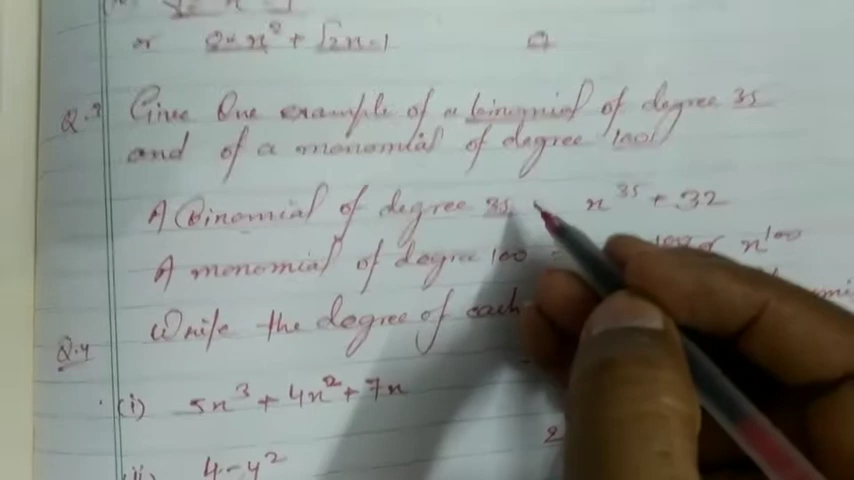 or 2-x² + √2x-1
Q.3 Give One example of a binomial of degree 35
and of a monomial of degree 100
A Binomial of degree 35, x³⁵ + 32
A monomial of degree 100 = or x¹⁰⁰
Q.4 Write the degree of each
(i) 5x³ + 4x² + 7x
(ii) 4-y²